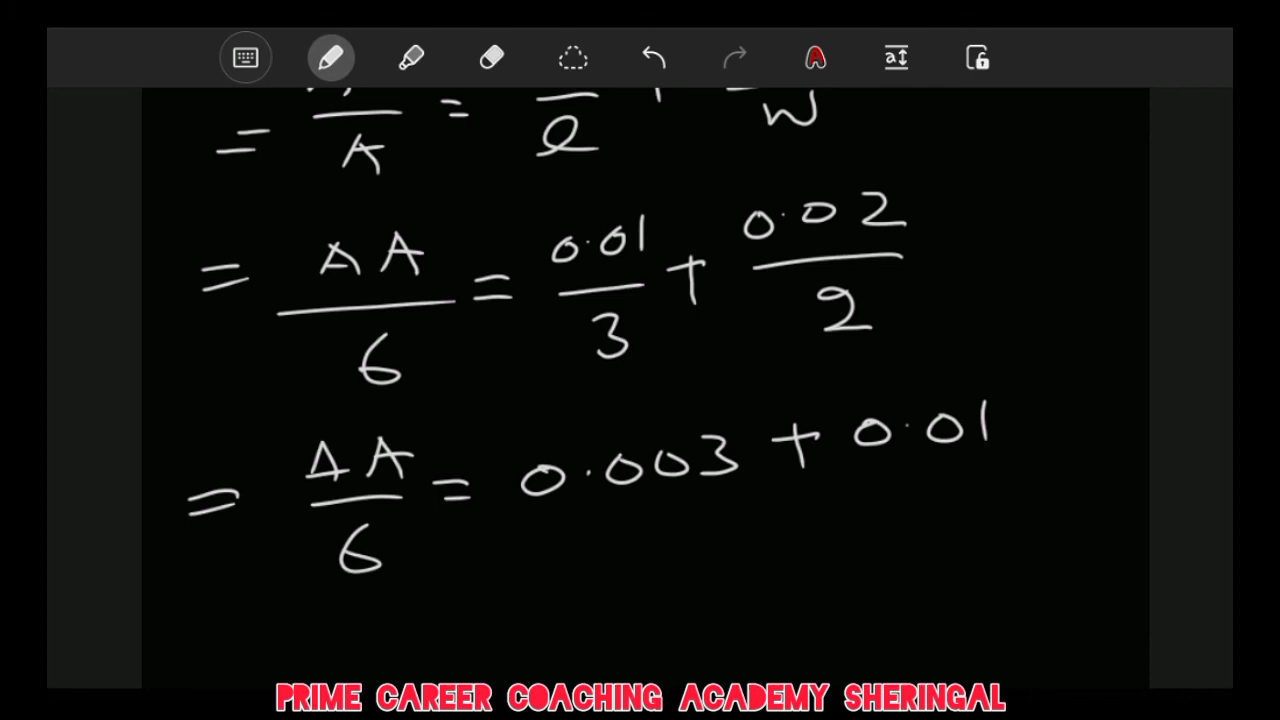 = /A = /l + /w
= ΔA/6 = 0.01/3 + 0.02/2
= ΔA/6 = 0.003 + 0.01
PRIME CAREER COACHING ACADEMY SHERINGAL